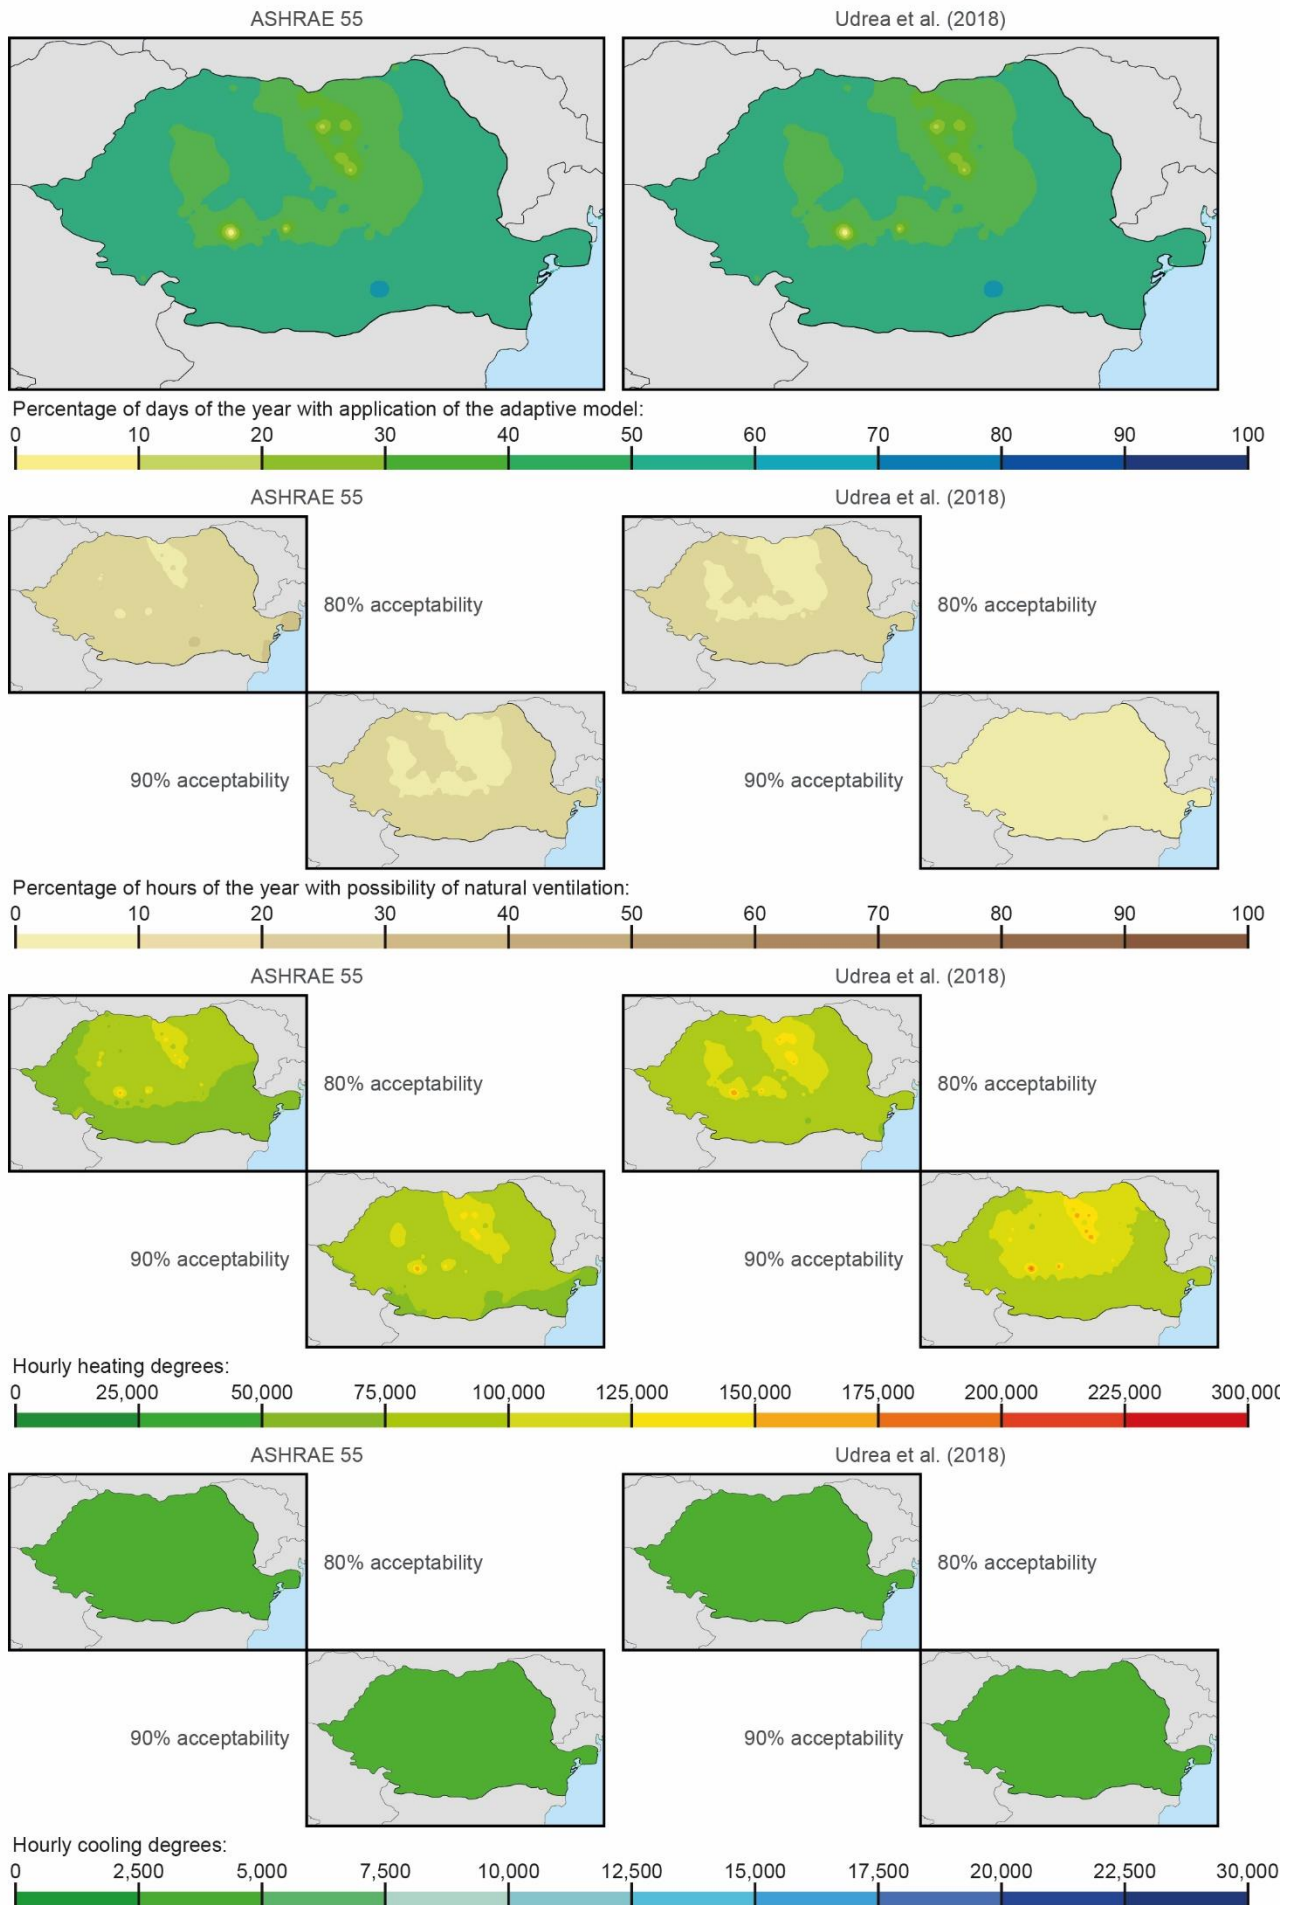 ASHRAE 55 Udrea et al. (2018)
Percentage of days of the year with application of the adaptive model:
0 10 20 30 40 50 60 70 80 90 100
ASHRAE 55 Udrea et al. (2018)
80% acceptability 80% acceptability
90% acceptability 90% acceptability
Percentage of hours of the year with possibility of natural ventilation:
0 10 20 30 40 50 60 70 80 90 100
ASHRAE 55 Udrea et al. (2018)
80% acceptability 80% acceptability
90% acceptability 90% acceptability
Hourly heating degrees:
0 25,000 50,000 75,000 100,000 125,000 150,000 175,000 200,000 225,000 300,000
ASHRAE 55 Udrea et al. (2018)
80% acceptability 80% acceptability
90% acceptability 90% acceptability
Hourly cooling degrees:
0 2,500 5,000 7,500 10,000 12,500 15,000 17,500 20,000 22,500 30,000